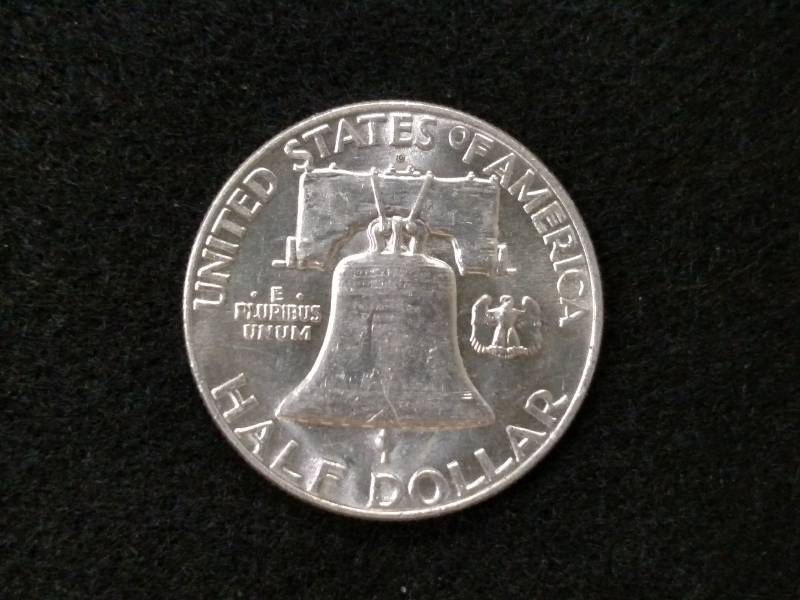 UNITED STATES OF AMERICA
· E ·
PLURIBUS
UNUM
HALF DOLLAR